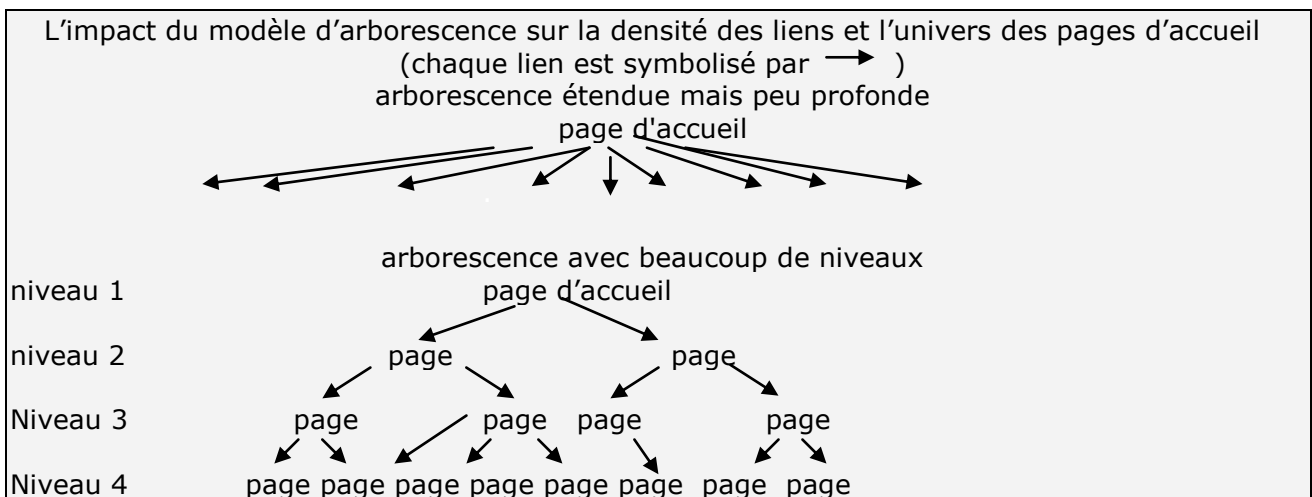 L’impact du modèle d’arborescence sur la densité des liens et l’univers des pages d’accueil
(chaque lien est symbolisé par → )
arborescence étendue mais peu profonde
page d'accueil
arborescence avec beaucoup de niveaux
niveau 1 page d’accueil
niveau 2 page page
Niveau 3 page page page page
Niveau 4 page page page page page page page page